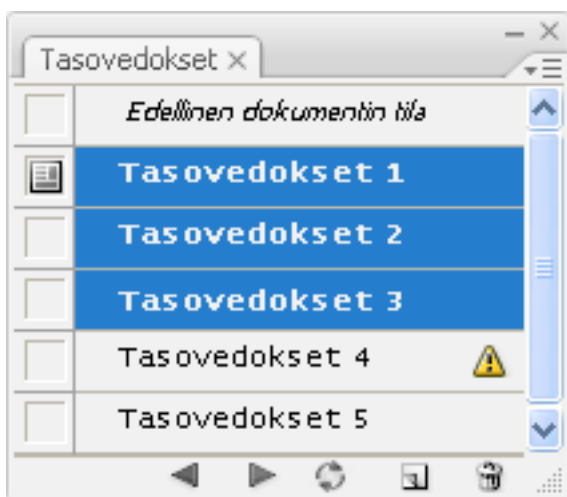 Tasovedokset
Edellinen dokumentin tila
Tasovedokset 1
Tasovedokset 2
Tasovedokset 3
Tasovedokset 4
Tasovedokset 5